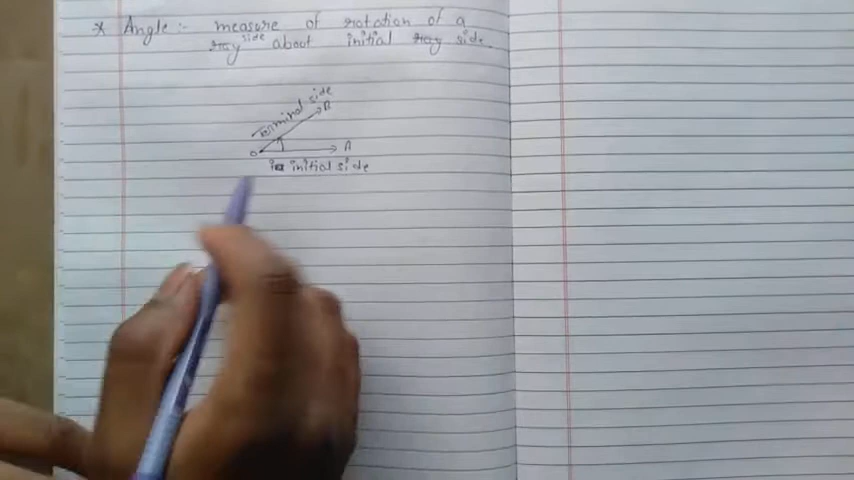 * Angle :- measure of rotation of a
ray side about initial ray side.
Terminal side
B
O
A
initial side